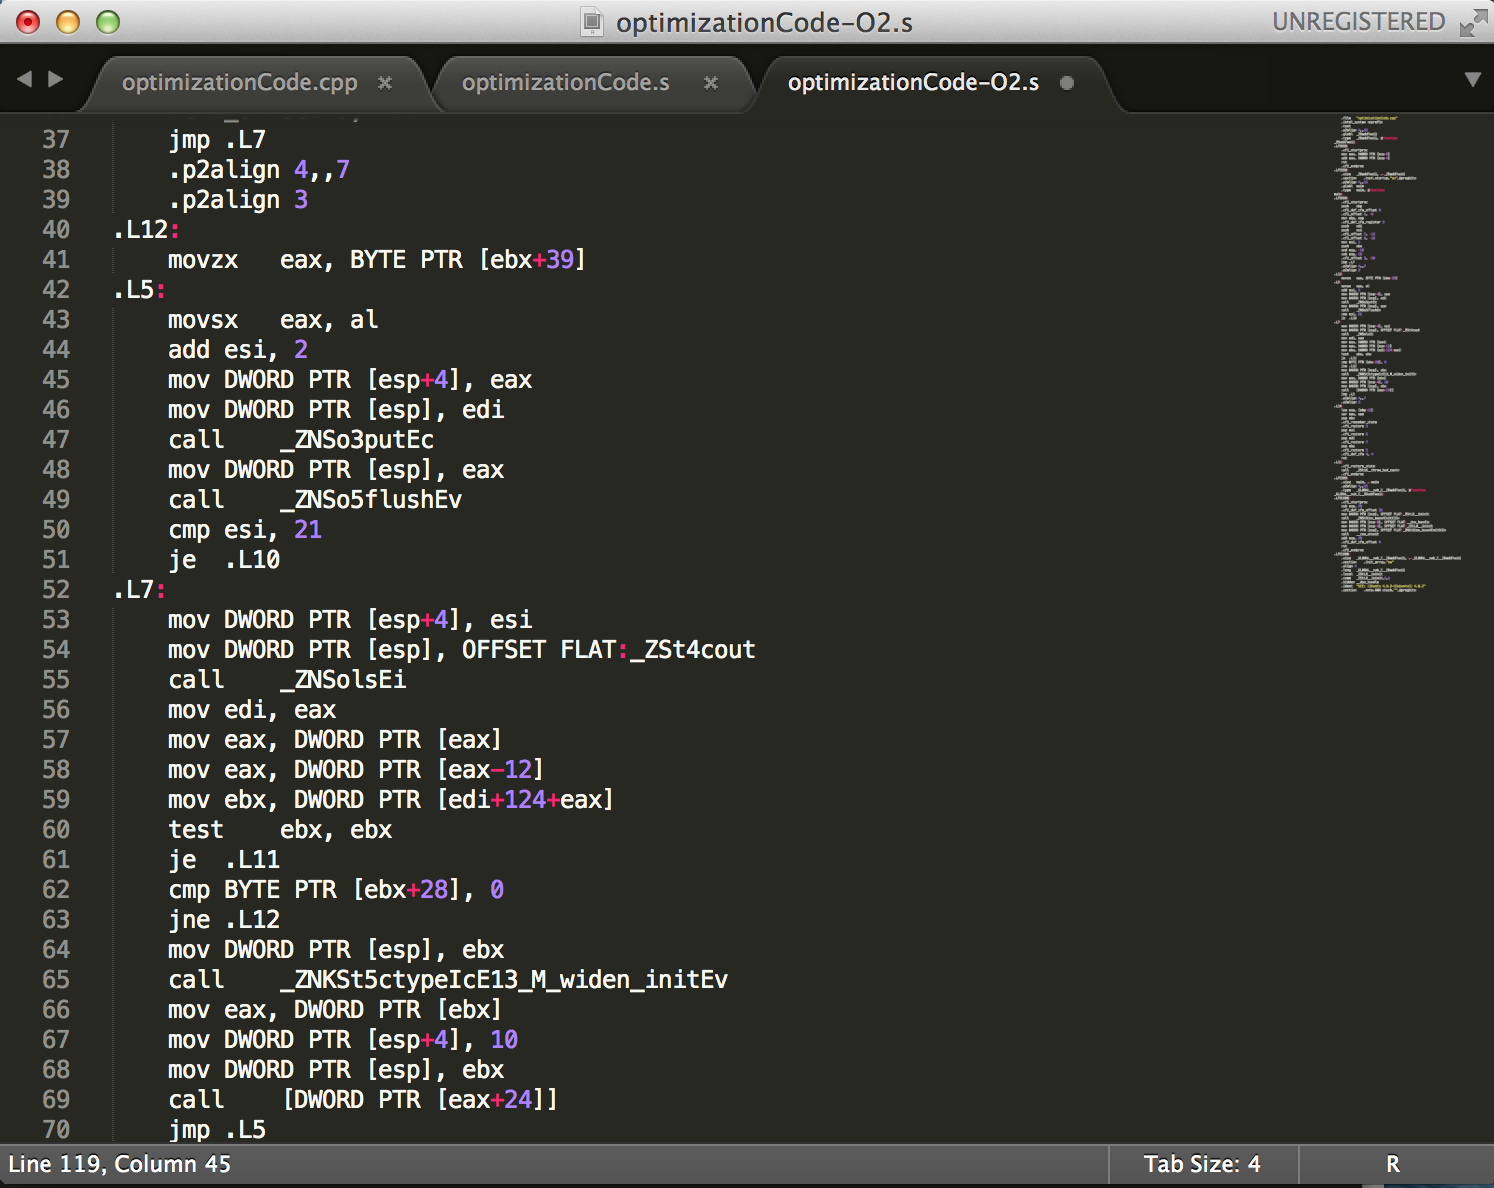 optimizationCode-O2.s
UNREGISTERED
optimizationCode.cpp
optimizationCode.s
optimizationCode-O2.s
37 jmp .L7
38 .p2align 4,,7
39 .p2align 3
40 .L12:
41 movzx eax, BYTE PTR [ebx+39]
42 .L5:
43 movsx eax, al
44 add esi, 2
45 mov DWORD PTR [esp+4], eax
46 mov DWORD PTR [esp], edi
47 call _ZNSo3putEc
48 mov DWORD PTR [esp], eax
49 call _ZNSo5flushEv
50 cmp esi, 21
51 je .L10
52 .L7:
53 mov DWORD PTR [esp+4], esi
54 mov DWORD PTR [esp], OFFSET FLAT:_ZSt4cout
55 call _ZNSolsEi
56 mov edi, eax
57 mov eax, DWORD PTR [eax]
58 mov eax, DWORD PTR [eax-12]
59 mov ebx, DWORD PTR [edi+124+eax]
60 test ebx, ebx
61 je .L11
62 cmp BYTE PTR [ebx+28], 0
63 jne .L12
64 mov DWORD PTR [esp], ebx
65 call _ZNKSt5ctypeIcE13_M_widen_initEv
66 mov eax, DWORD PTR [ebx]
67 mov DWORD PTR [esp+4], 10
68 mov DWORD PTR [esp], ebx
69 call [DWORD PTR [eax+24]]
70 jmp .L5
Line 119, Column 45
Tab Size: 4
R